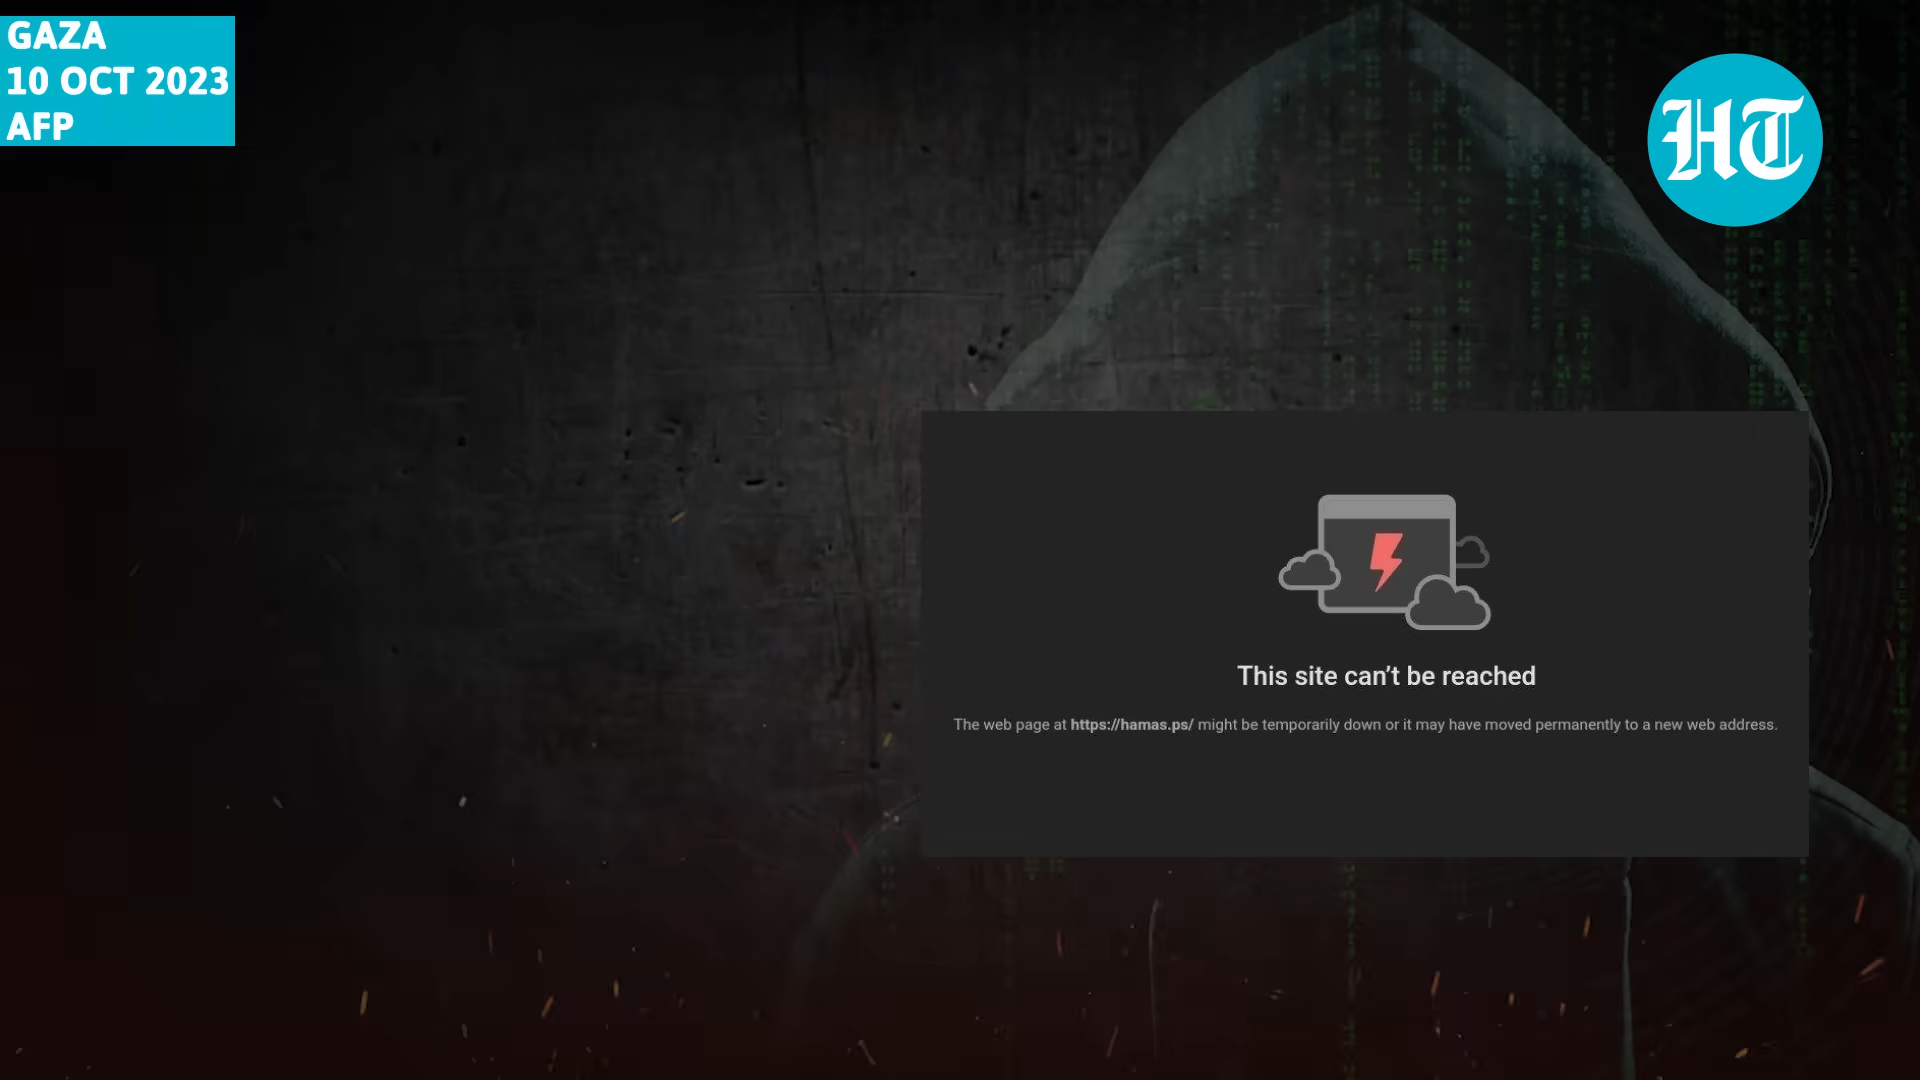 GAZA
10 OCT 2023
AFP
HT
This site can't be reached
The web page at https://hamas.ps/ might be temporarily down or it may have moved permanently to a new web address.